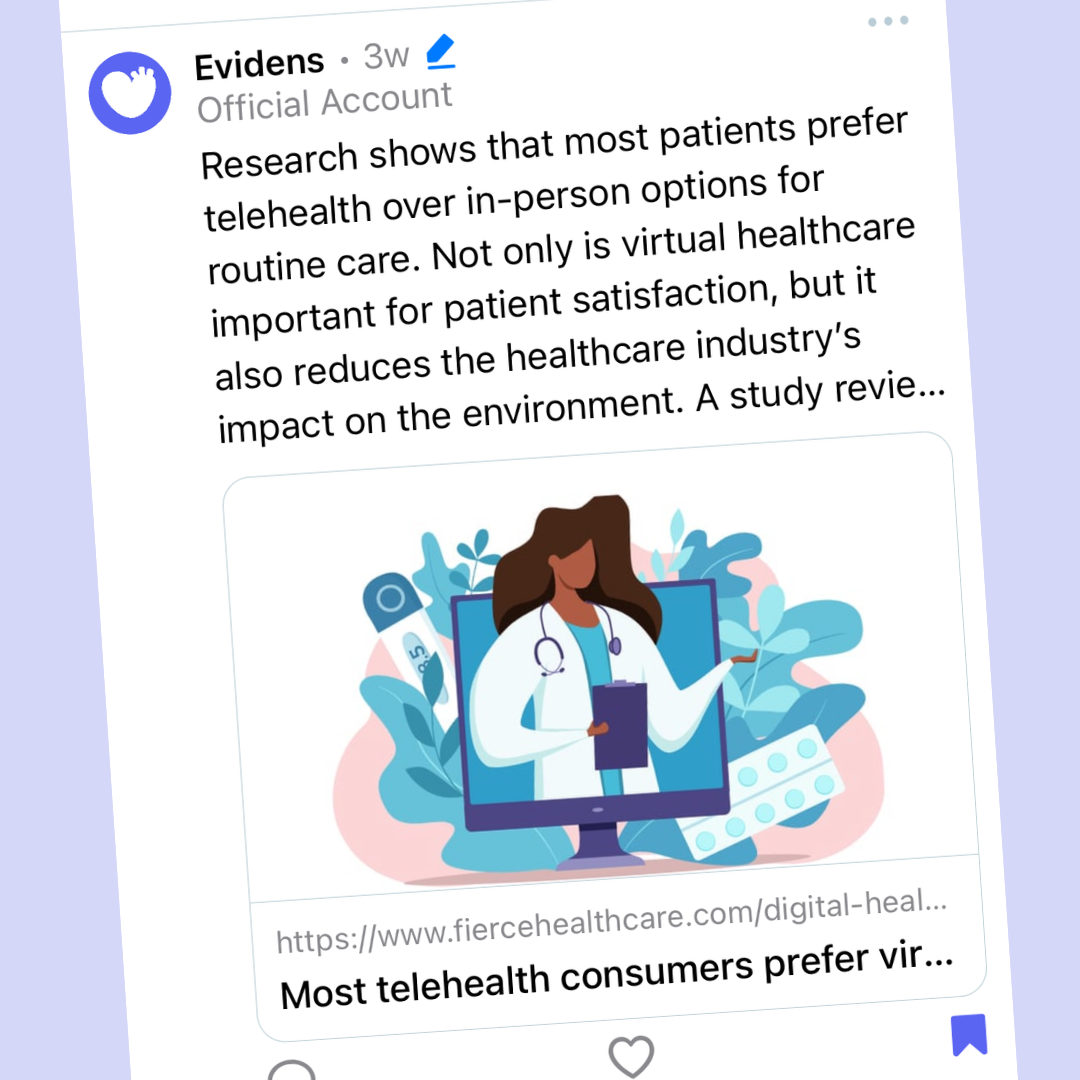 Evidens · 3w
Official Account
Research shows that most patients prefer
telehealth over in-person options for
routine care. Not only is virtual healthcare
important for patient satisfaction, but it
also reduces the healthcare industry’s
impact on the environment. A study revie...
8.5
https://www.fiercehealthcare.com/digital-heal...
Most telehealth consumers prefer vir...